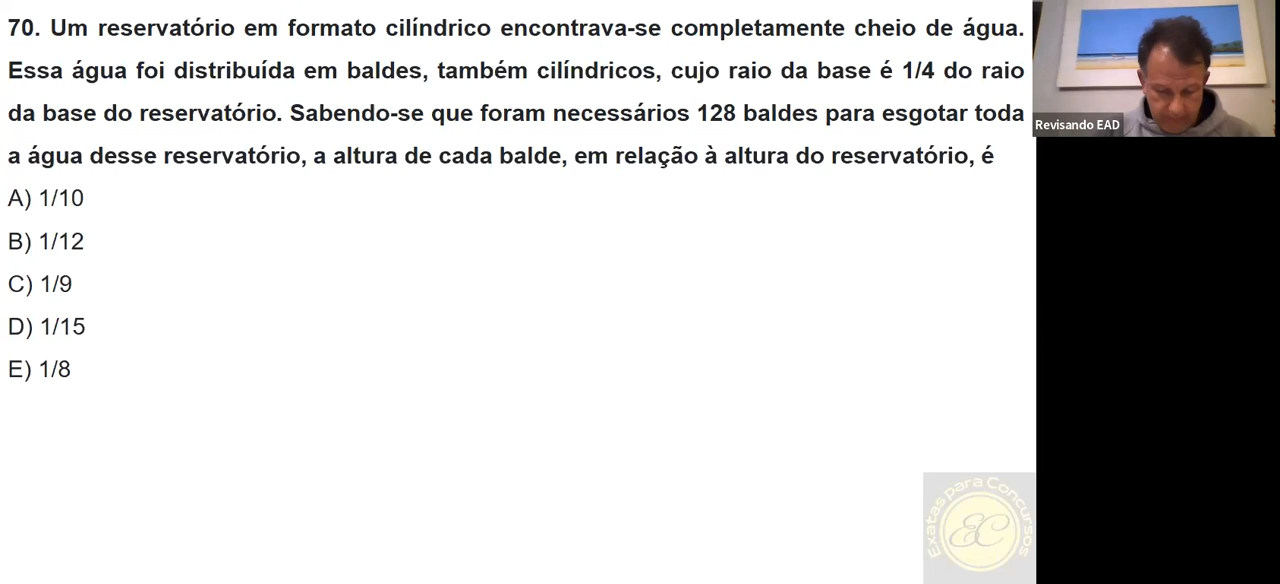 70. Um reservatório em formato cilíndrico encontrava-se completamente cheio de água.
Essa água foi distribuída em baldes, também cilíndricos, cujo raio da base é 1/4 do raio
da base do reservatório. Sabendo-se que foram necessários 128 baldes para esgotar toda
a água desse reservatório, a altura de cada balde, em relação à altura do reservatório, é
A) 1/10
B) 1/12
C) 1/9
D) 1/15
E) 1/8
Revisando EAD
Exatas para Concursos
EC